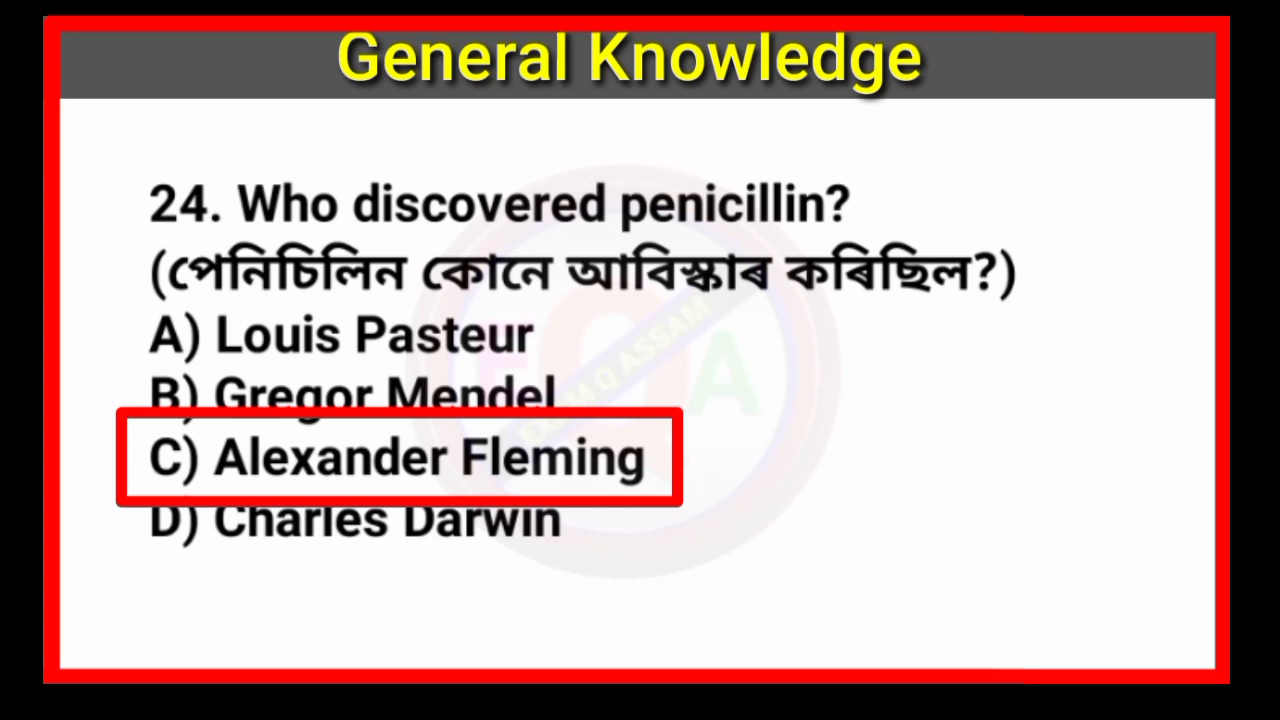 General Knowledge
24. Who discovered penicillin?
(পেনিচিলিন কোনে আবিস্কাৰ কৰিছিল?)
A) Louis Pasteur
B) Gregor Mendel
C) Alexander Fleming
D) Charles Darwin